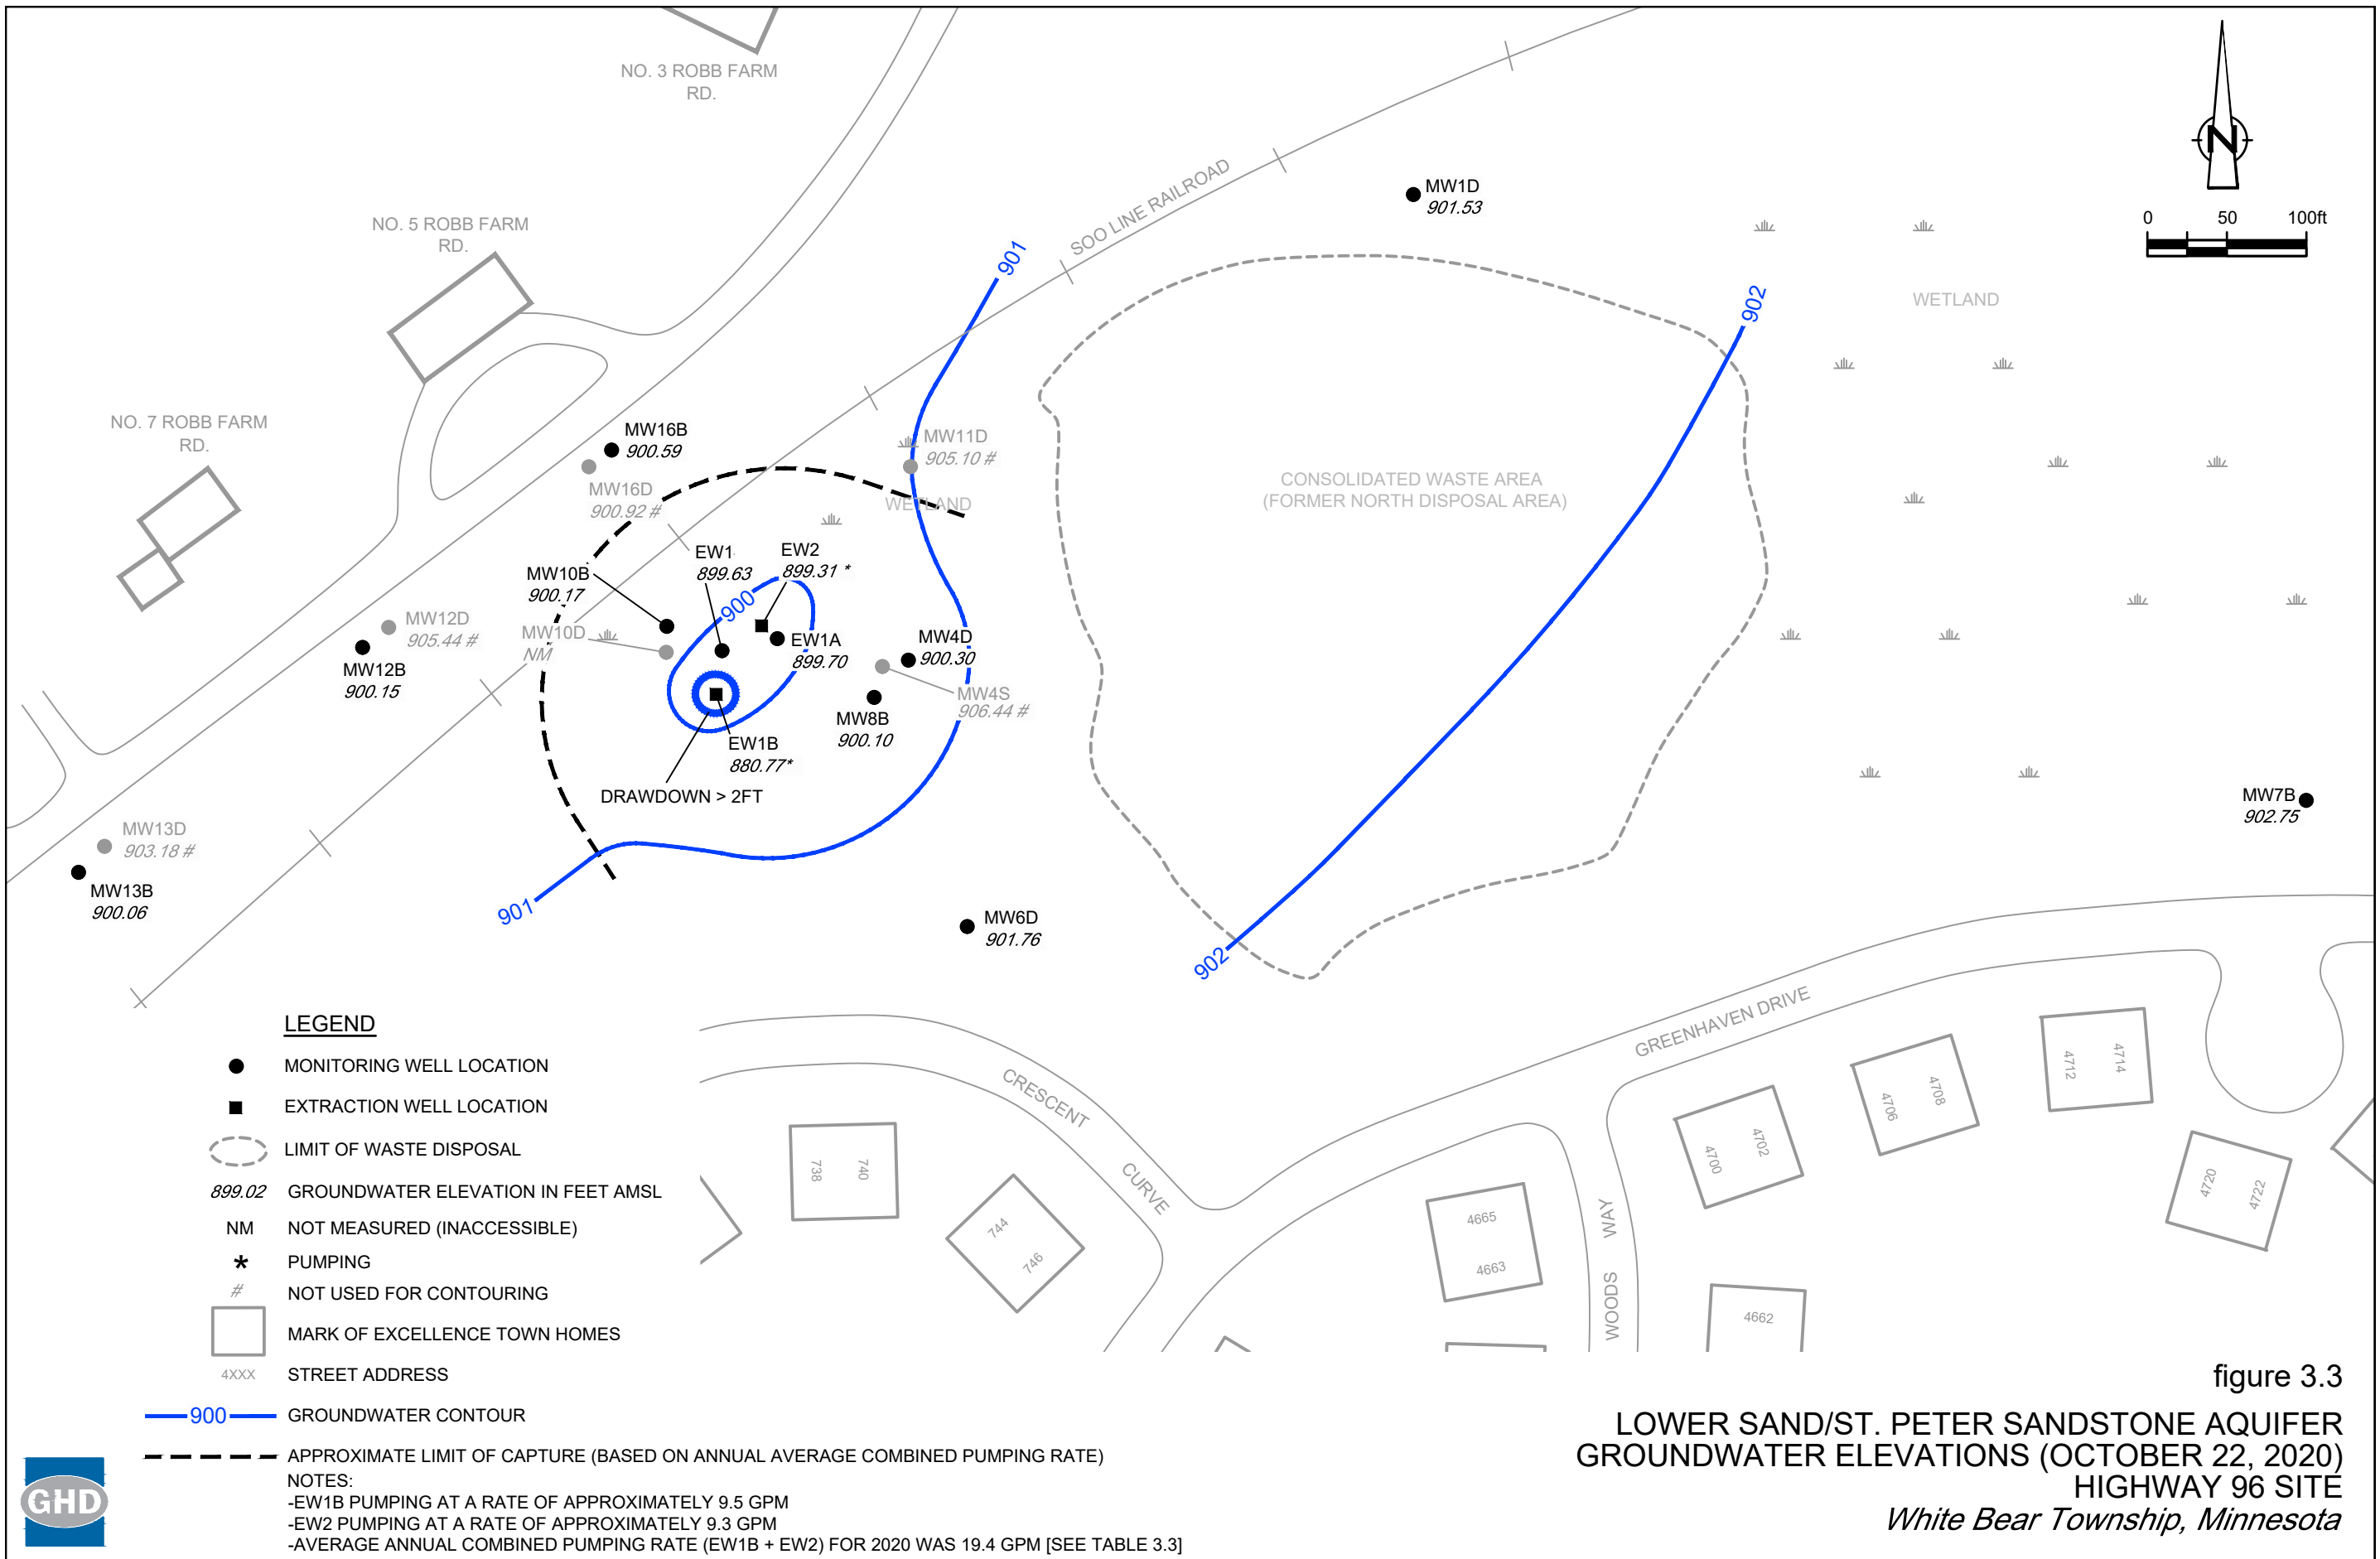 NO. 3 ROBB FARM
RD.
NO. 5 ROBB FARM
RD.
NO. 7 ROBB FARM
RD.
SOO LINE RAILROAD
901
MW1D
901.53
N
0 50 100ft
WETLAND
902
MW16B
900.59
MW16D
900.92 #
MW11D
905.10 #
WETLAND
CONSOLIDATED WASTE AREA
(FORMER NORTH DISPOSAL AREA)
EW1
899.63
EW2
899.31 *
MW10B
900.17
900
MW10D
NM
MW12D
905.44 #
MW12B
900.15
EW1A
899.70
MW4D
900.30
MW4S
906.44 #
MW8B
900.10
EW1B
880.77*
DRAWDOWN > 2FT
MW7B
902.75
MW13D
903.18 #
MW13B
900.06
901
MW6D
901.76
902
GREENHAVEN DRIVE
CRESCENT
CURVE
WOODS WAY
738
740
744
746
4665
4663
4700
4702
4706
4708
4712
4714
4720
4722
4662
LEGEND
MONITORING WELL LOCATION
EXTRACTION WELL LOCATION
LIMIT OF WASTE DISPOSAL
899.02 GROUNDWATER ELEVATION IN FEET AMSL
NM NOT MEASURED (INACCESSIBLE)
* PUMPING
# NOT USED FOR CONTOURING
MARK OF EXCELLENCE TOWN HOMES
4XXX STREET ADDRESS
900 GROUNDWATER CONTOUR
APPROXIMATE LIMIT OF CAPTURE (BASED ON ANNUAL AVERAGE COMBINED PUMPING RATE)
NOTES:
-EW1B PUMPING AT A RATE OF APPROXIMATELY 9.5 GPM
-EW2 PUMPING AT A RATE OF APPROXIMATELY 9.3 GPM
-AVERAGE ANNUAL COMBINED PUMPING RATE (EW1B + EW2) FOR 2020 WAS 19.4 GPM [SEE TABLE 3.3]
GHD
figure 3.3
LOWER SAND/ST. PETER SANDSTONE AQUIFER
GROUNDWATER ELEVATIONS (OCTOBER 22, 2020)
HIGHWAY 96 SITE
White Bear Township, Minnesota